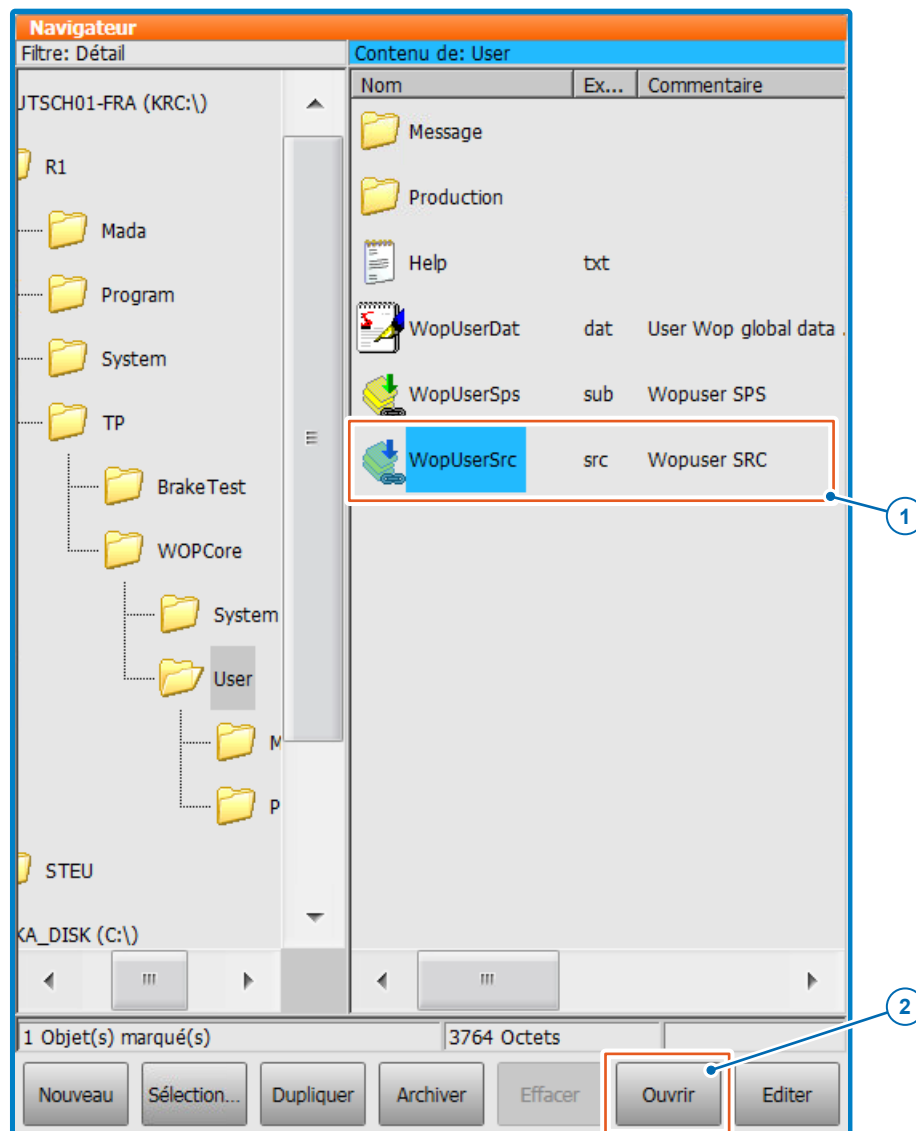 Navigateur
Filtre: Détail
Contenu de: User
Nom Ex... Commentaire
JTSCH01-FRA (KRC:\)
R1
Mada
Program
System
TP
BrakeTest
WOPCore
System
User
M
P
STEU
KA_DISK (C:\)
Message
Production
Help txt
WopUserDat dat User Wop global data .
WopUserSps sub Wopuser SPS
WopUserSrc src Wopuser SRC
1
2
1 Objet(s) marqué(s) 3764 Octets
Nouveau Sélection... Dupliquer Archiver Effacer Ouvrir Editer